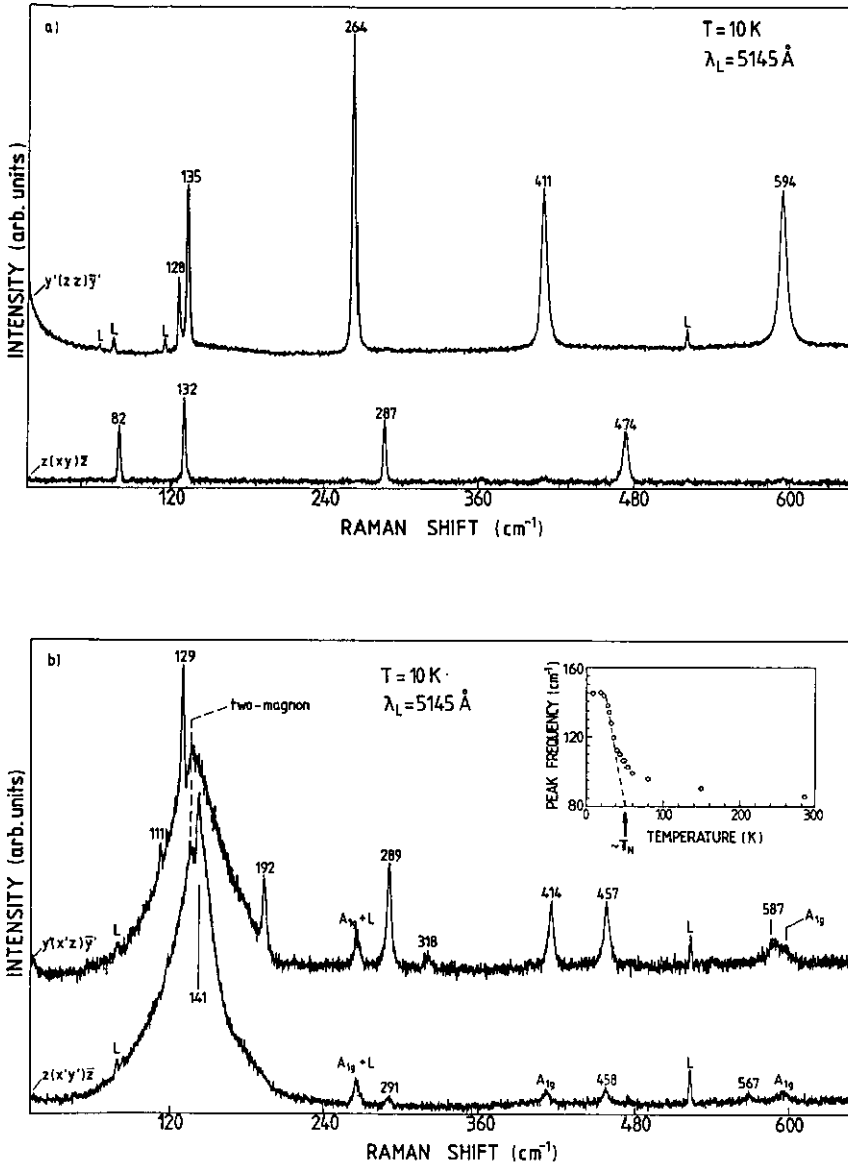 a)
264
T = 10 K
λL = 5145 Å
INTENSITY (arb. units)
135
128
411
594
y'(zz)ȳ'
L
L
L
L
82
132
287
474
z(xy)z̄
120
240
360
480
600
RAMAN SHIFT (cm⁻¹)
b)
129
T = 10 K
λL = 5145 Å
two-magnon
PEAK FREQUENCY (cm⁻¹)
160
120
80
0
100
200
300
~TN
TEMPERATURE (K)
INTENSITY (arb. units)
111
192
289
318
414
457
587
A1g
A1g + L
L
L
y'(x'z)ȳ'
141
L
A1g + L
291
A1g
458
L
567
A1g
z(x'y')z̄
120
240
360
480
600
RAMAN SHIFT (cm⁻¹)